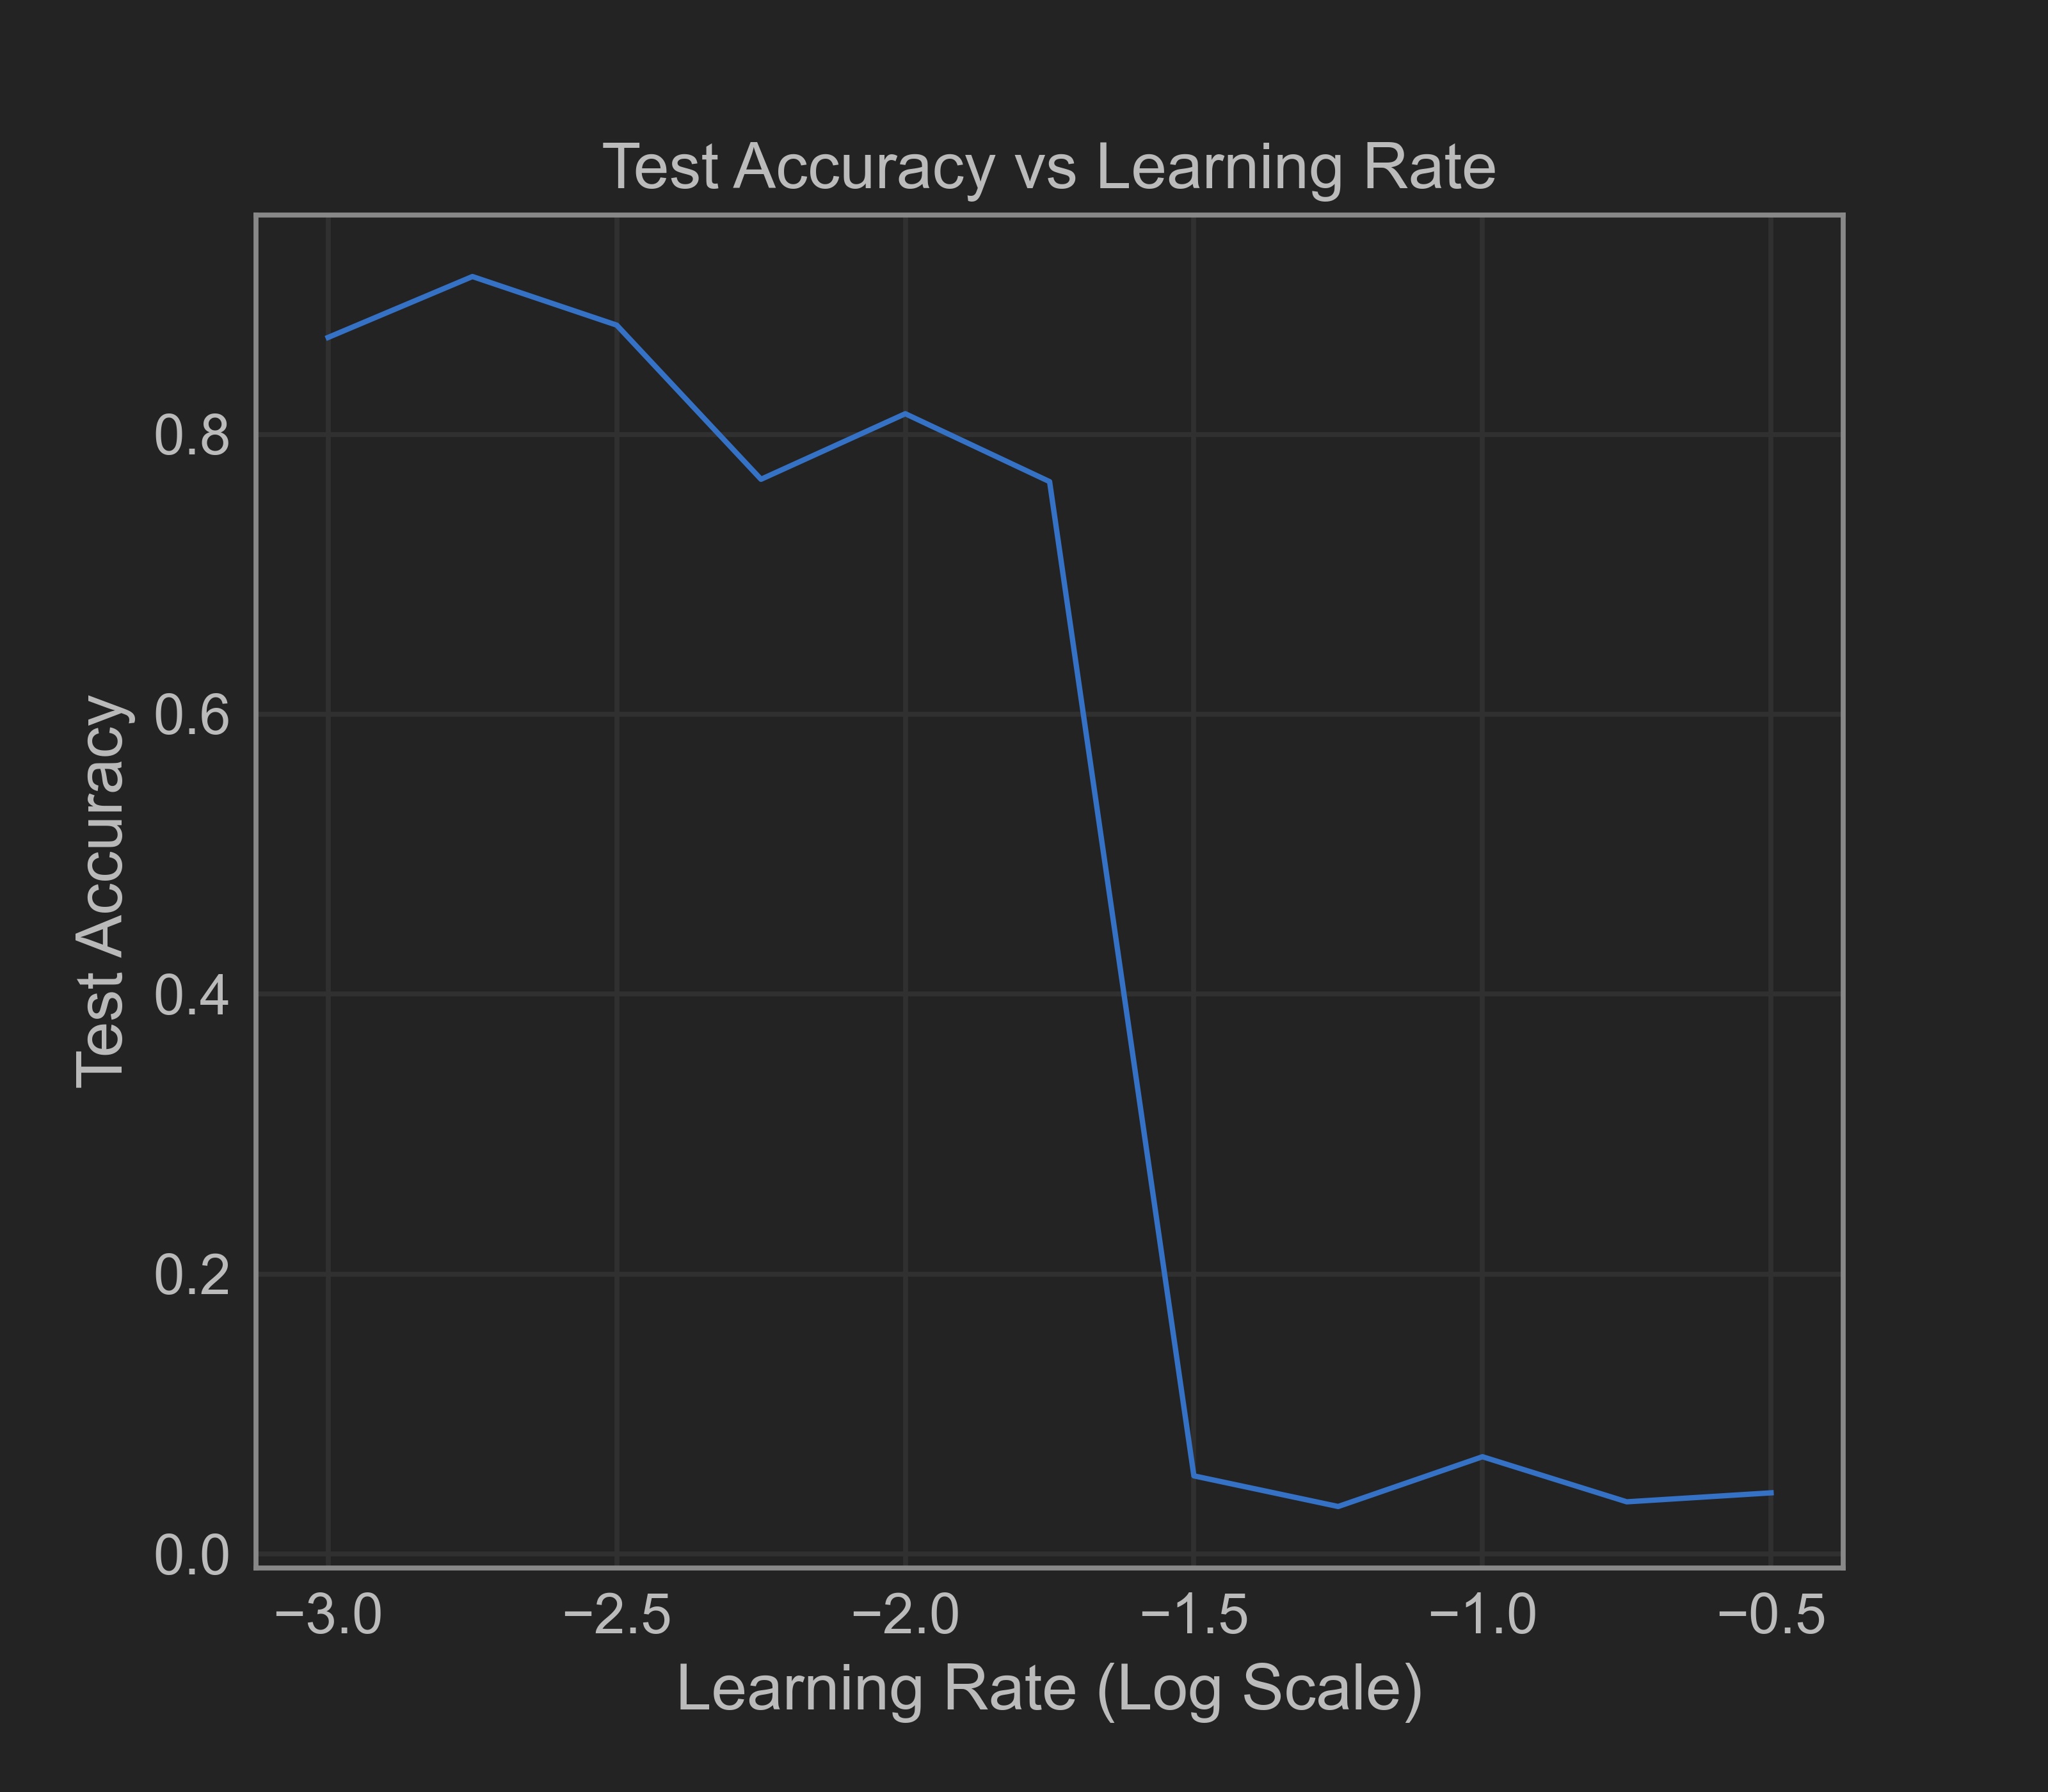 Test Accuracy vs Learning Rate
Test Accuracy
0.8
0.6
0.4
0.2
0.0
−3.0 −2.5 −2.0 −1.5 −1.0 −0.5
Learning Rate (Log Scale)